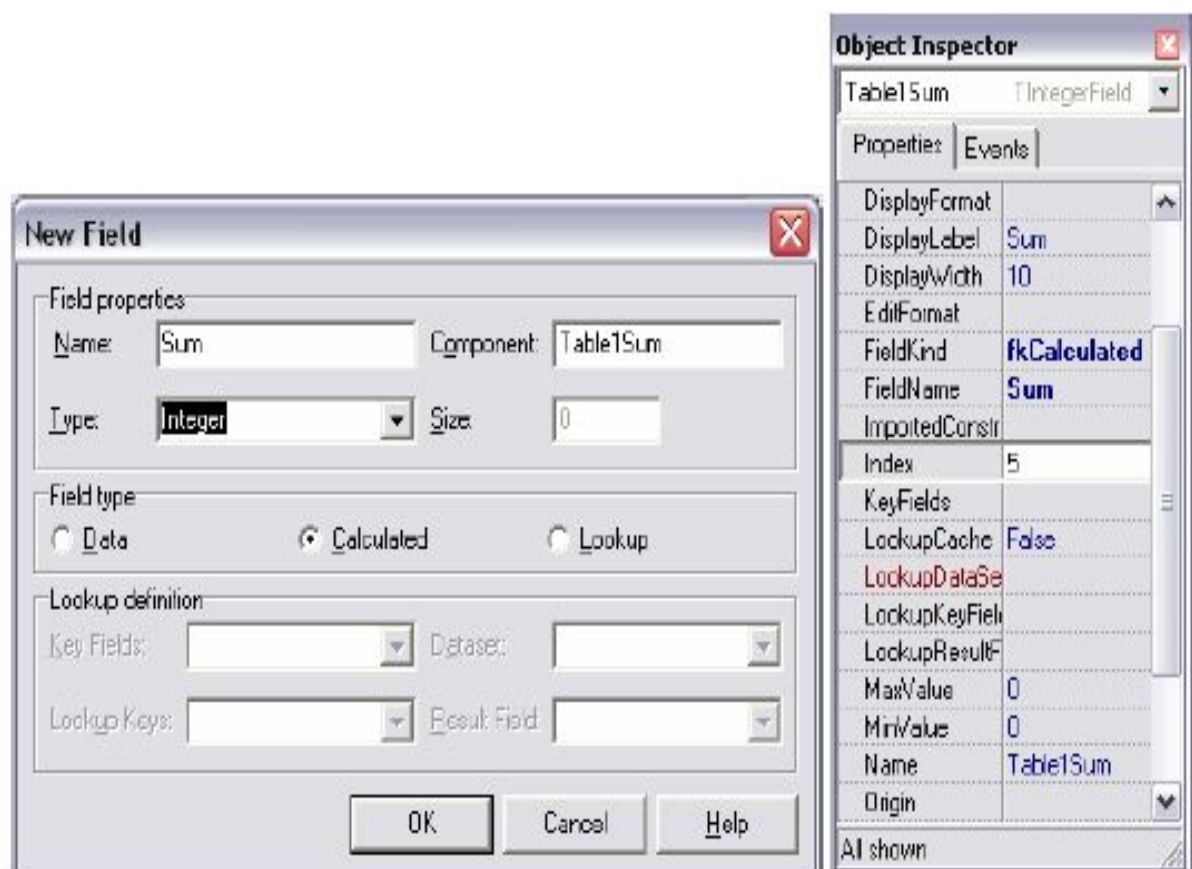 New Field
Field properties
Name: Sum Component: Table1Sum
Type: Integer Size: 0
Field type
Data Calculated Lookup
Lookup definition
Key Fields: Dataset:
Lookup Keys: Result Field:
OK Cancel Help
Object Inspector
Table1Sum TIntegerField
Properties Events
DisplayFormat
DisplayLabel Sum
DisplayWidth 10
EditFormat
FieldKind fkCalculated
FieldName Sum
ImportedConstr
Index 5
KeyFields
LookupCache False
LookupDataSe
LookupKeyField
LookupResultF
MaxValue 0
MinValue 0
Name Table1Sum
Origin
All shown